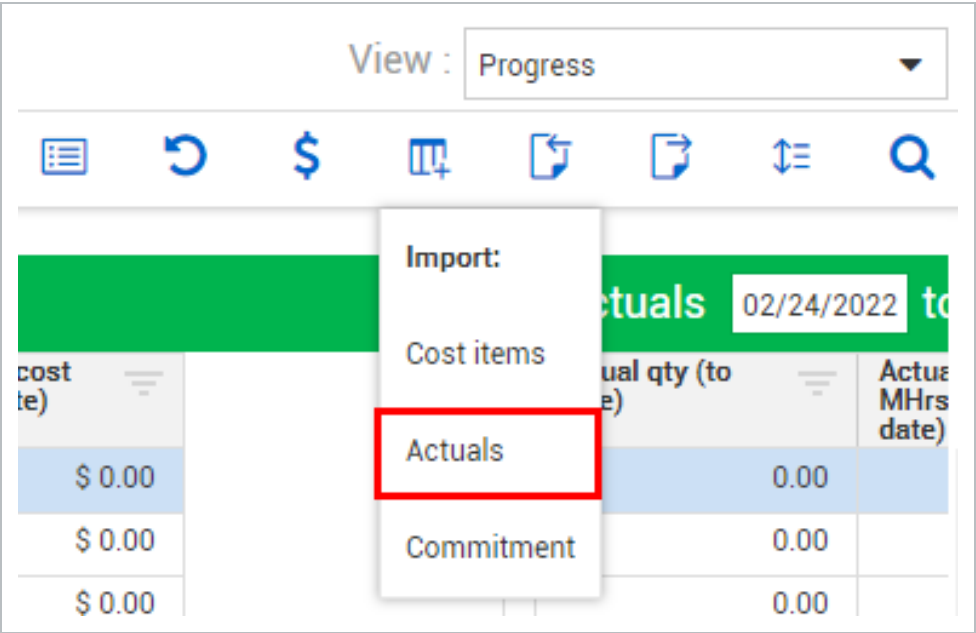 View : Progress
Import:
Cost items
Actuals
Commitment
ctuals 02/24/2022 to
cost
te)
ual qty (to
e)
Actua
MHrs
date)
$ 0.00 0.00
$ 0.00 0.00
$ 0.00 0.00